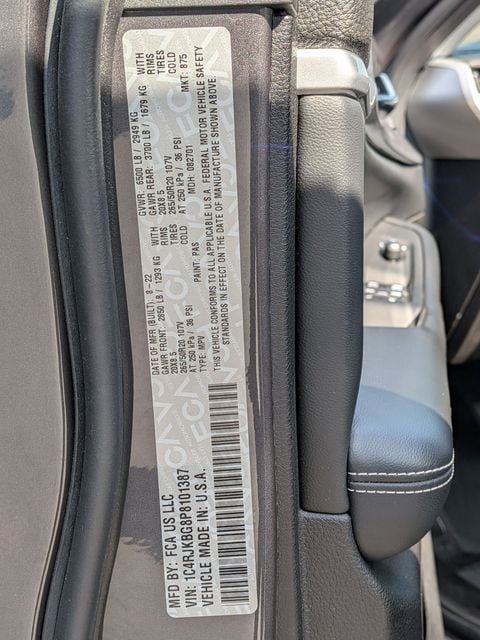 MFD BY: FCA US LLC
DATE OF MFR (BUILT): 8-22
GVWR: 6500 LB / 2949 KG
GAWR FRONT: 2850 LB / 1293 KG WITH
GAWR REAR: 3700 LB / 1679 KG WITH
20X8.5 RIMS
20X8.5 RIMS
265/50R20 107V TIRES
265/50R20 107V TIRES
AT 250 kPa / 36 PSI COLD
AT 250 kPa / 36 PSI COLD
1C4RJKBG8P8101387
TYPE: MPV
PAINT: PAS
MDH: 082701
MKT: 875
VEHICLE MADE IN: U.S.A.
THIS VEHICLE CONFORMS TO ALL APPLICABLE U.S.A. FEDERAL MOTOR VEHICLE SAFETY
STANDARDS IN EFFECT ON THE DATE OF MANUFACTURE SHOWN ABOVE.
VIN: